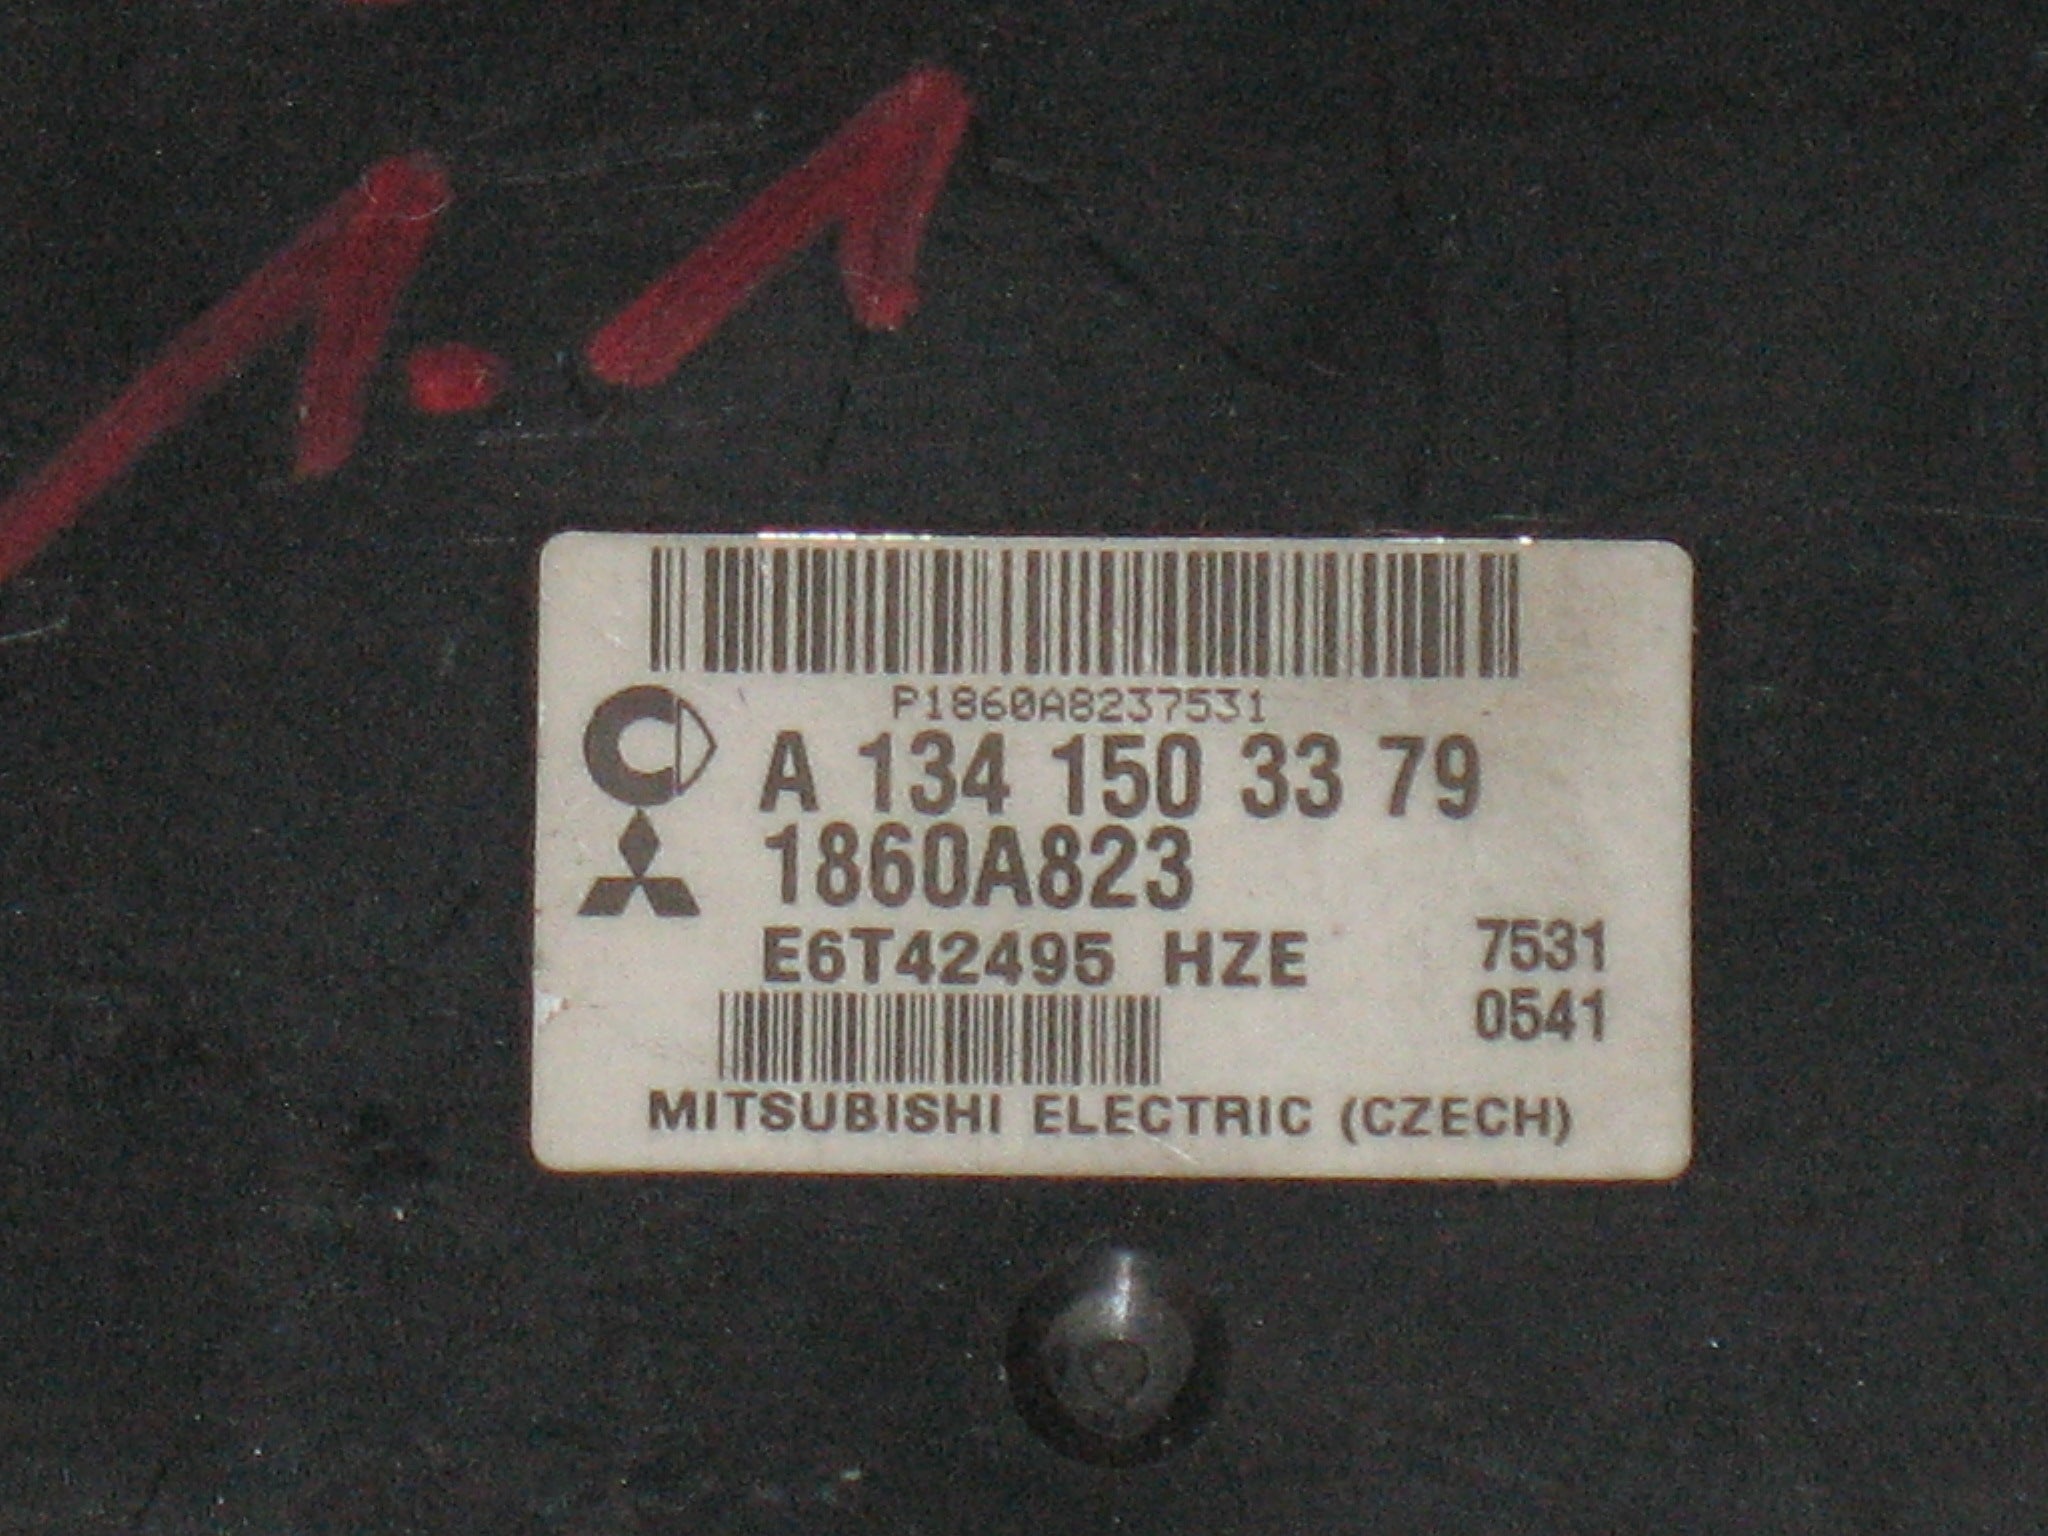 1.1
P1860A8237531
A 134 150 33 79
1860A823
E6T42495 HZE
7531
0541
MITSUBISHI ELECTRIC (CZECH)